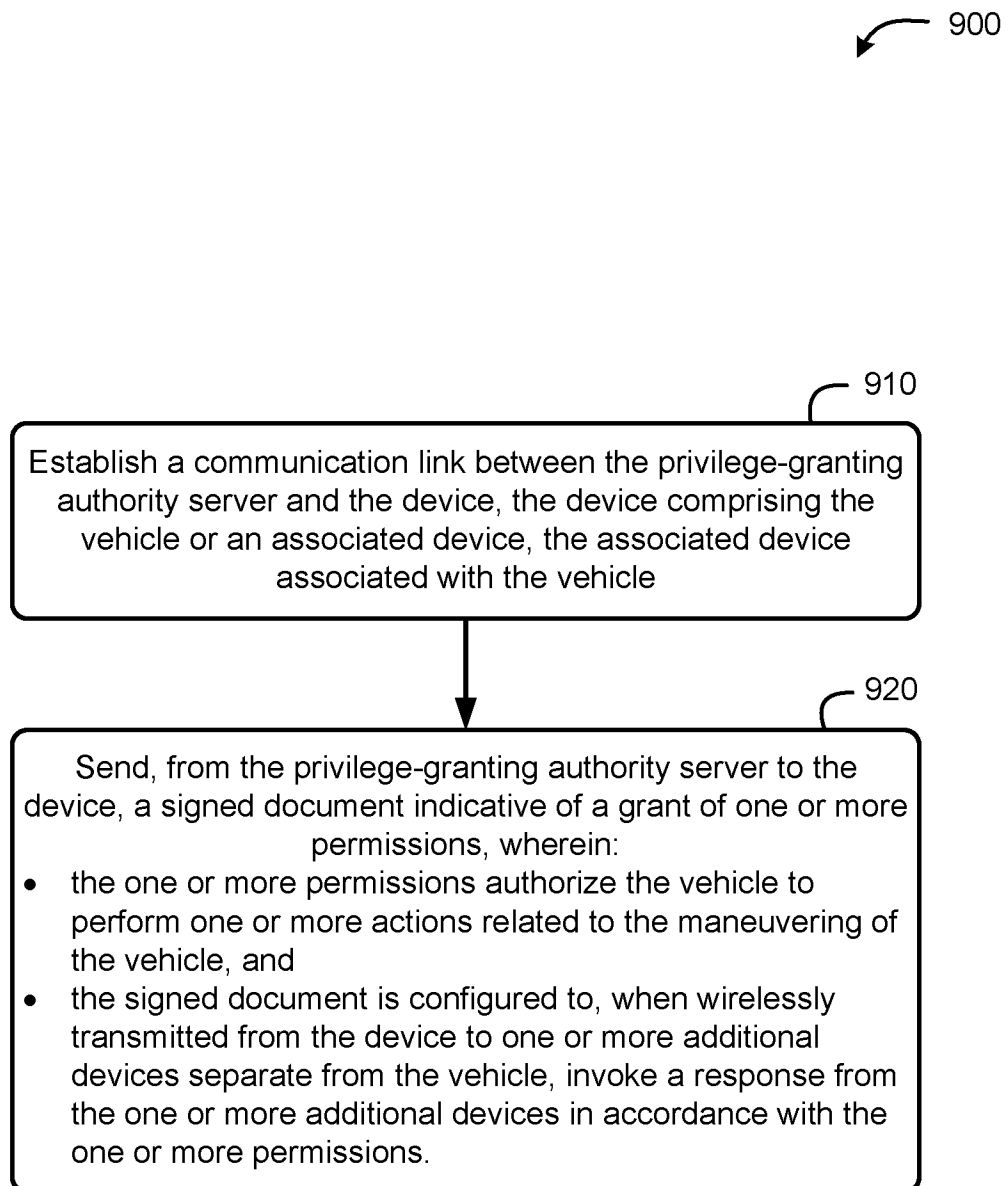 900
910
Establish a communication link between the privilege-granting
authority server and the device, the device comprising the
vehicle or an associated device, the associated device
associated with the vehicle
920
Send, from the privilege-granting authority server to the
device, a signed document indicative of a grant of one or more
permissions, wherein:
• the one or more permissions authorize the vehicle to
perform one or more actions related to the maneuvering of
the vehicle, and
• the signed document is configured to, when wirelessly
transmitted from the device to one or more additional
devices separate from the vehicle, invoke a response from
the one or more additional devices in accordance with the
one or more permissions.